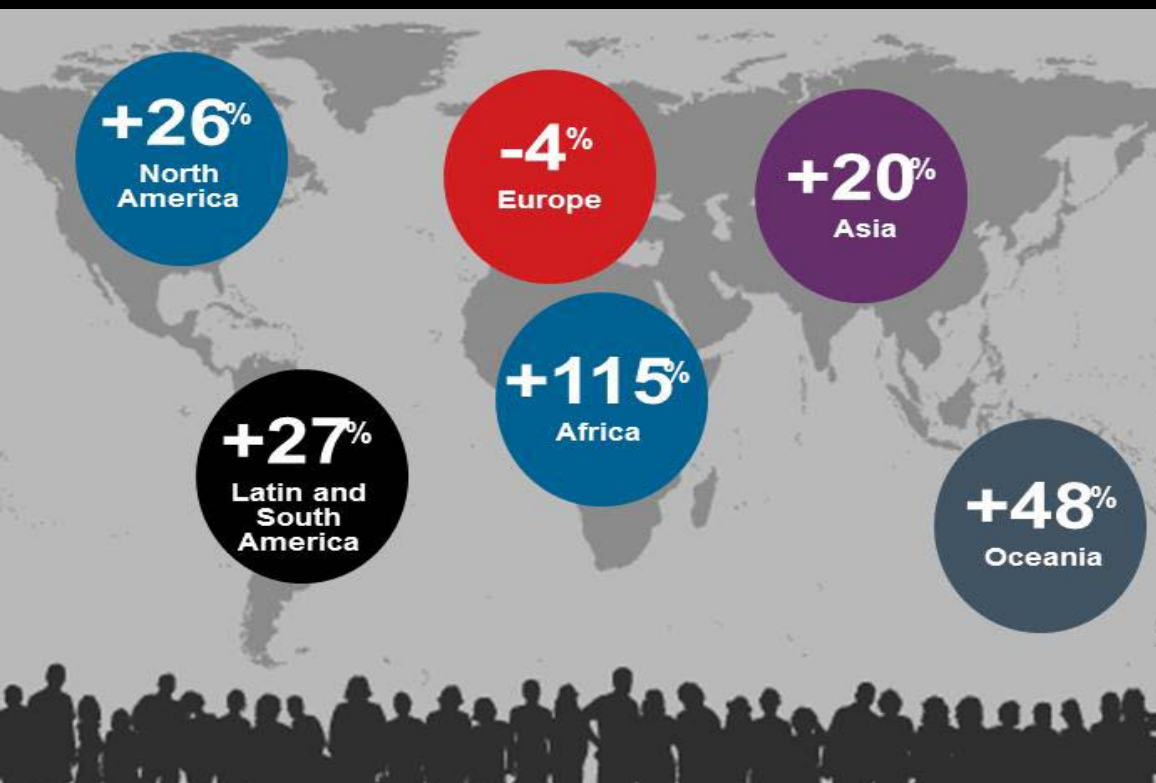 +26%
North
America
-4%
Europe
+20%
Asia
+115%
Africa
+27%
Latin and
South
America
+48%
Oceania